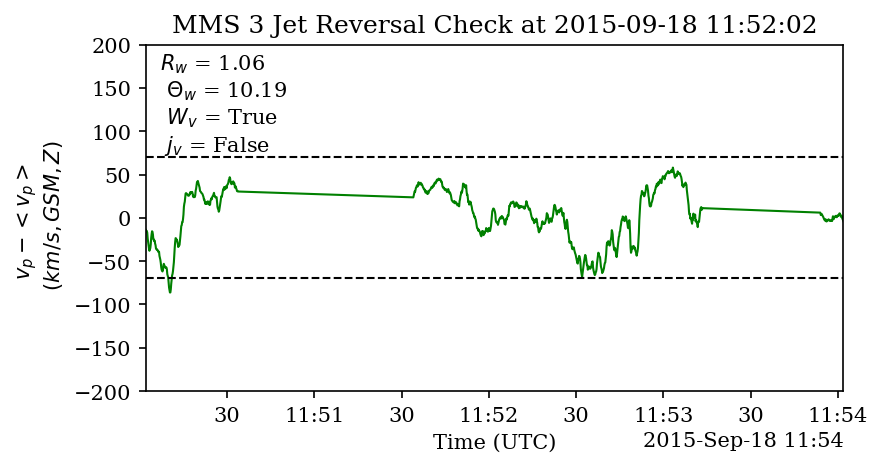 MMS 3 Jet Reversal Check at 2015-09-18 11:52:02
200
150
100
50
0
−50
−100
−150
−200
v_p − < v_p >
(km/s, GSM, Z)
R_w = 1.06
Θ_w = 10.19
W_v = True
j_v = False
30 11:51 30 11:52 30 11:53 30 11:54
Time (UTC)
2015-Sep-18 11:54